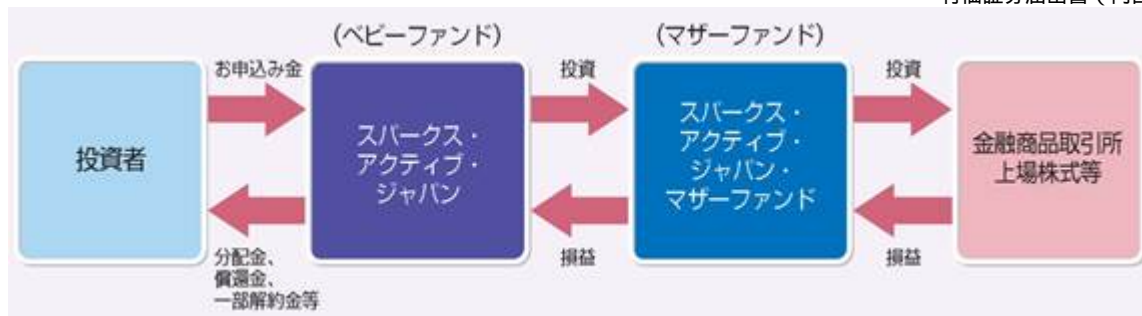 (ベビーファンド)
(マザーファンド)
お申込み金
投資
投資
投資者
スパークス・
アクティブ・
ジャパン
スパークス・
アクティブ・
ジャパン・
マザーファンド
金融商品取引所
上場株式等
分配金、
償還金、
一部解約金等
損益
損益